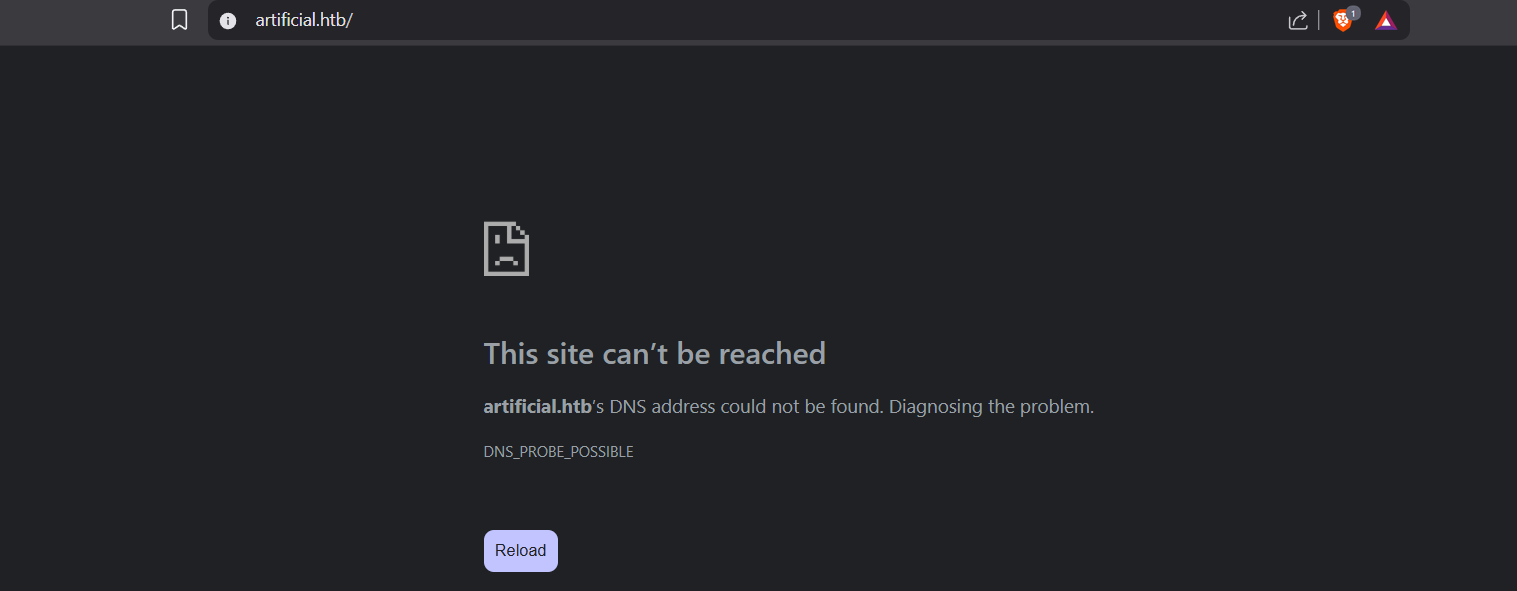 artificial.htb/
1
This site can’t be reached
artificial.htb’s DNS address could not be found. Diagnosing the problem.
DNS_PROBE_POSSIBLE
Reload